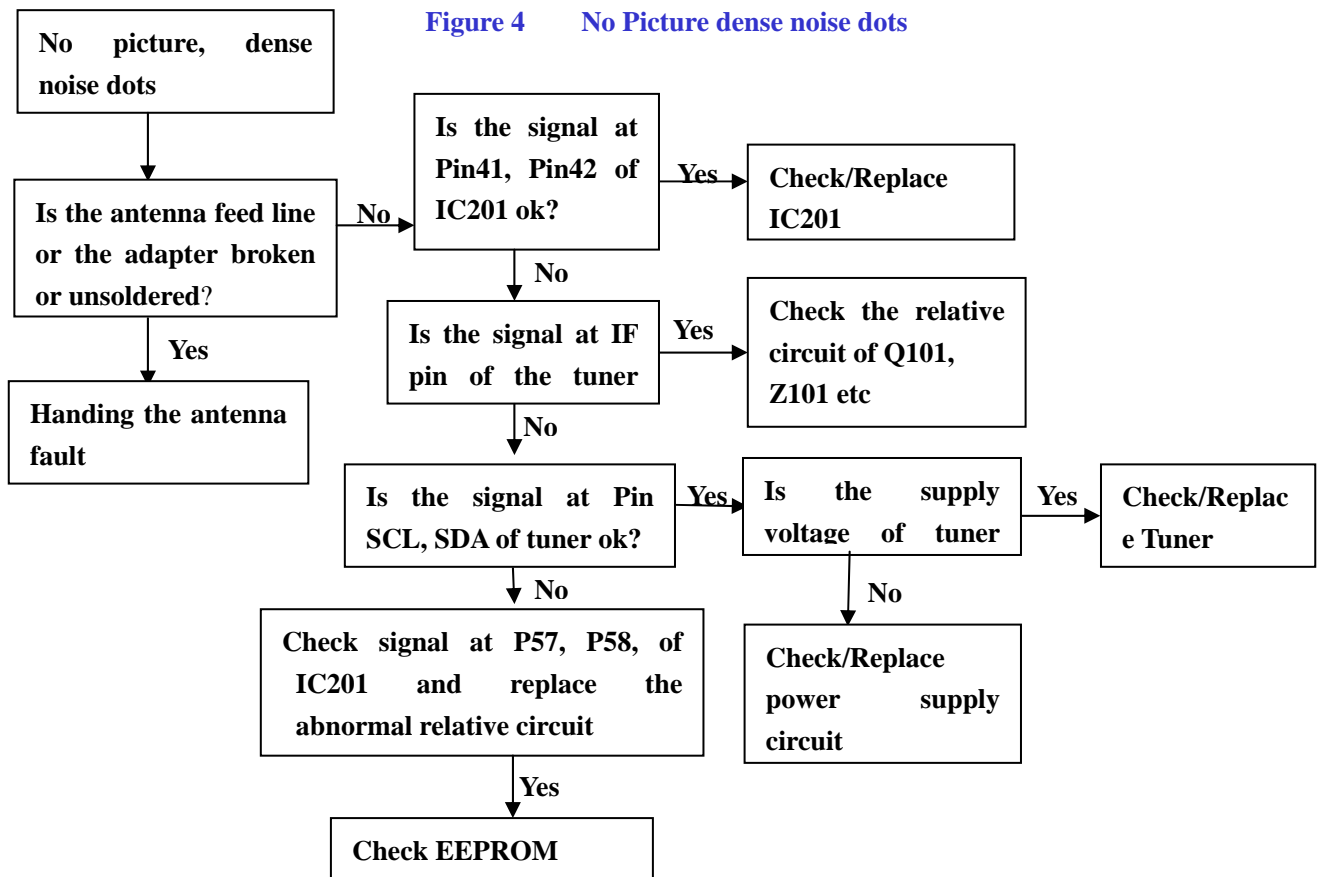 Figure 4 No Picture dense noise dots
No picture, dense
noise dots
Is the antenna feed line
or the adapter broken
or unsoldered?
No
Yes
Handing the antenna
fault
Is the signal at
Pin41, Pin42 of
IC201 ok?
Yes
Check/Replace
IC201
No
Is the signal at IF
pin of the tuner
Yes
Check the relative
circuit of Q101,
Z101 etc
No
Is the signal at Pin
SCL, SDA of tuner ok?
Yes
Is the supply
voltage of tuner
Yes
Check/Replac
e Tuner
No
Check/Replace
power supply
circuit
No
Check signal at P57, P58, of
IC201 and replace the
abnormal relative circuit
Yes
Check EEPROM